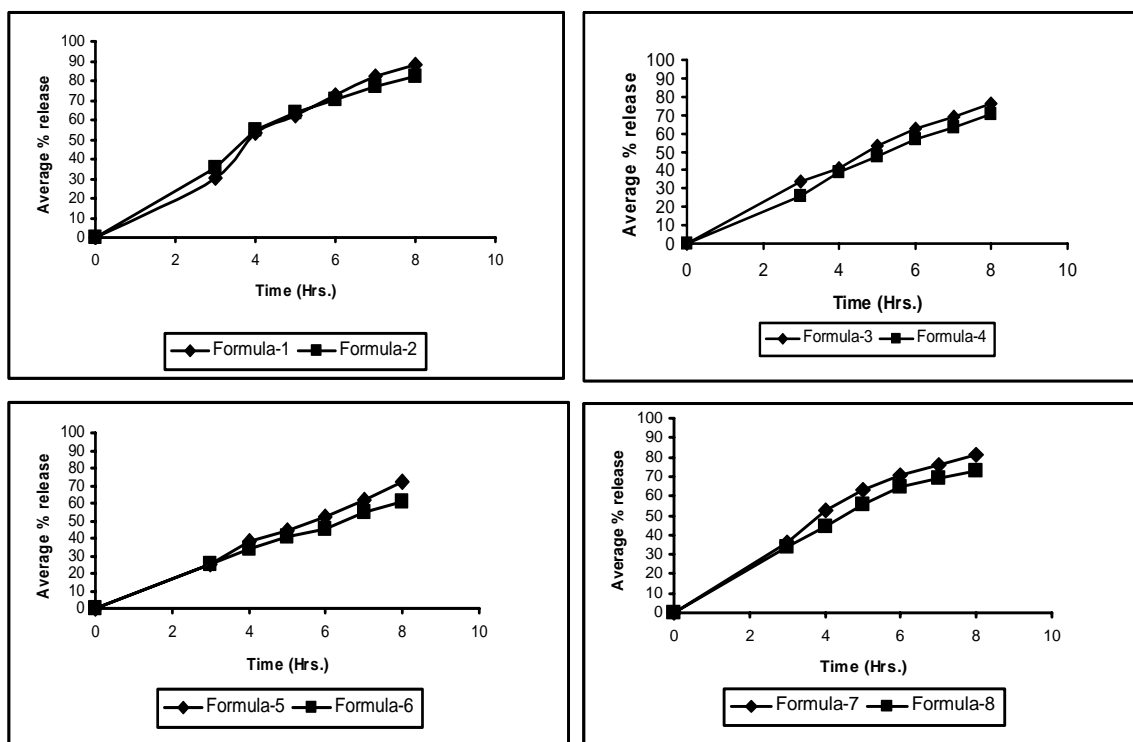 Average % release
100
90
80
70
60
50
40
30
20
10
0
0 2 4 6 8 10
Time (Hrs.)
Formula-1 Formula-2
Average % release
100
90
80
70
60
50
40
30
20
10
0
0 2 4 6 8 10
Time (Hrs.)
Formula-3 Formula-4
Average % release
100
90
80
70
60
50
40
30
20
10
0
0 2 4 6 8 10
Time (Hrs.)
Formula-5 Formula-6
Average % release
100
90
80
70
60
50
40
30
20
10
0
0 2 4 6 8 10
Time (Hrs.)
Formula-7 Formula-8